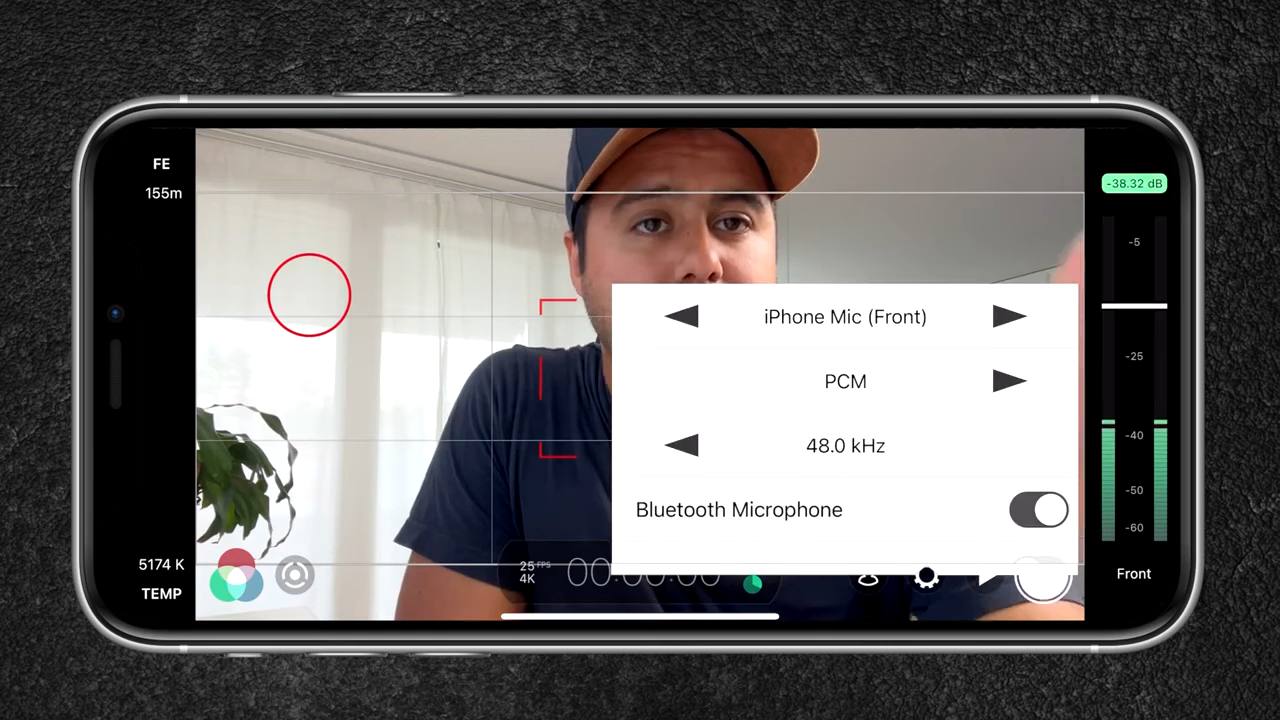 FE
155m
iPhone Mic (Front)
PCM
48.0 kHz
Bluetooth Microphone
5174 K
TEMP
25 FPS
4K
-38.32 dB
-5
-25
-40
-50
-60
Front